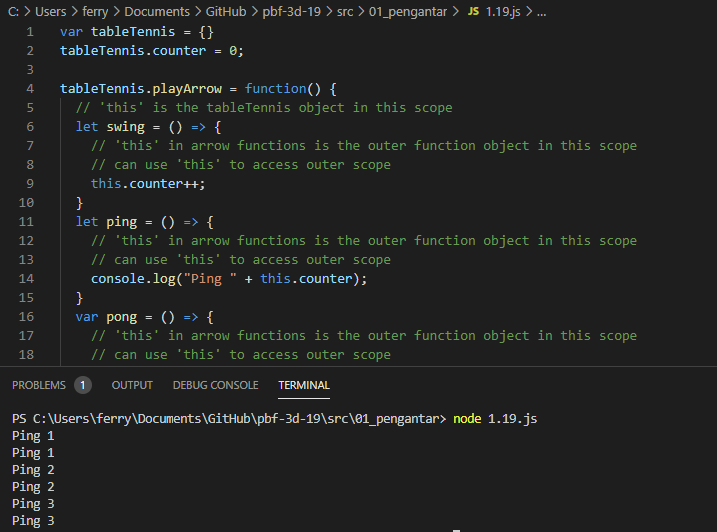 C: > Users > ferry > Documents > GitHub > pbf-3d-19 > src > 01_pengantar > JS 1.19.js > ...
1 var tableTennis = {}
2 tableTennis.counter = 0;
3
4 tableTennis.playArrow = function() {
5 // 'this' is the tableTennis object in this scope
6 let swing = () => {
7 // 'this' in arrow functions is the outer function object in this scope
8 // can use 'this' to access outer scope
9 this.counter++;
10 }
11 let ping = () => {
12 // 'this' in arrow functions is the outer function object in this scope
13 // can use 'this' to access outer scope
14 console.log("Ping " + this.counter);
15 }
16 var pong = () => {
17 // 'this' in arrow functions is the outer function object in this scope
18 // can use 'this' to access outer scope
PROBLEMS 1 OUTPUT DEBUG CONSOLE TERMINAL
PS C:\Users\ferry\Documents\GitHub\pbf-3d-19\src\01_pengantar> node 1.19.js
Ping 1
Ping 1
Ping 2
Ping 2
Ping 3
Ping 3